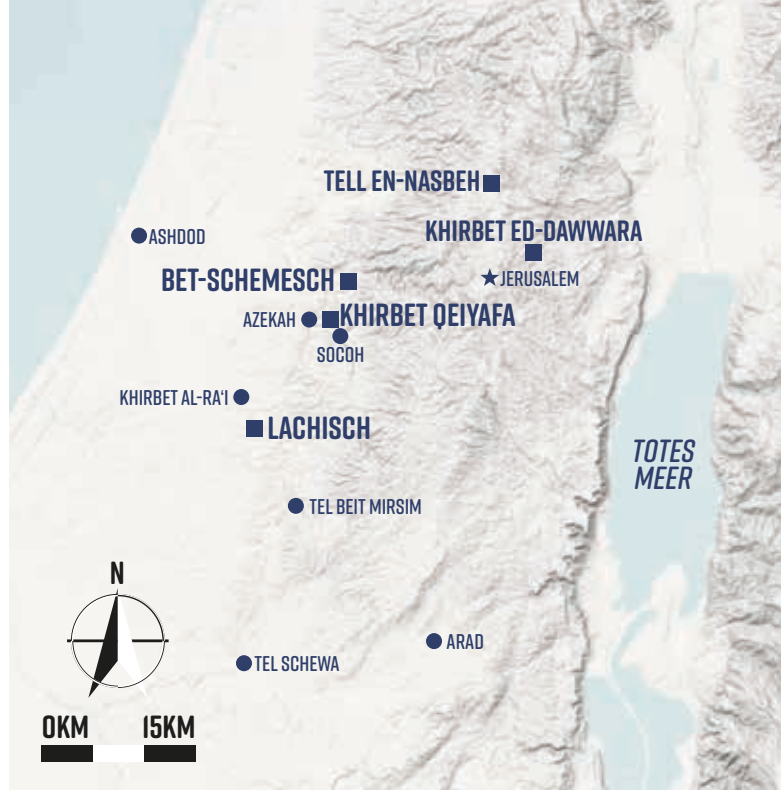 TELL EN-NASBEH
KHIRBET ED-DAWWARA
ASHDOD
BET-SCHEMESCH
JERUSALEM
AZEKAH
KHIRBET QEIYAFA
SOCOH
KHIRBET AL-RA'I
LACHISCH
TOTES
MEER
TEL BEIT MIRSIM
N
ARAD
TEL SCHEWA
0KM 15KM